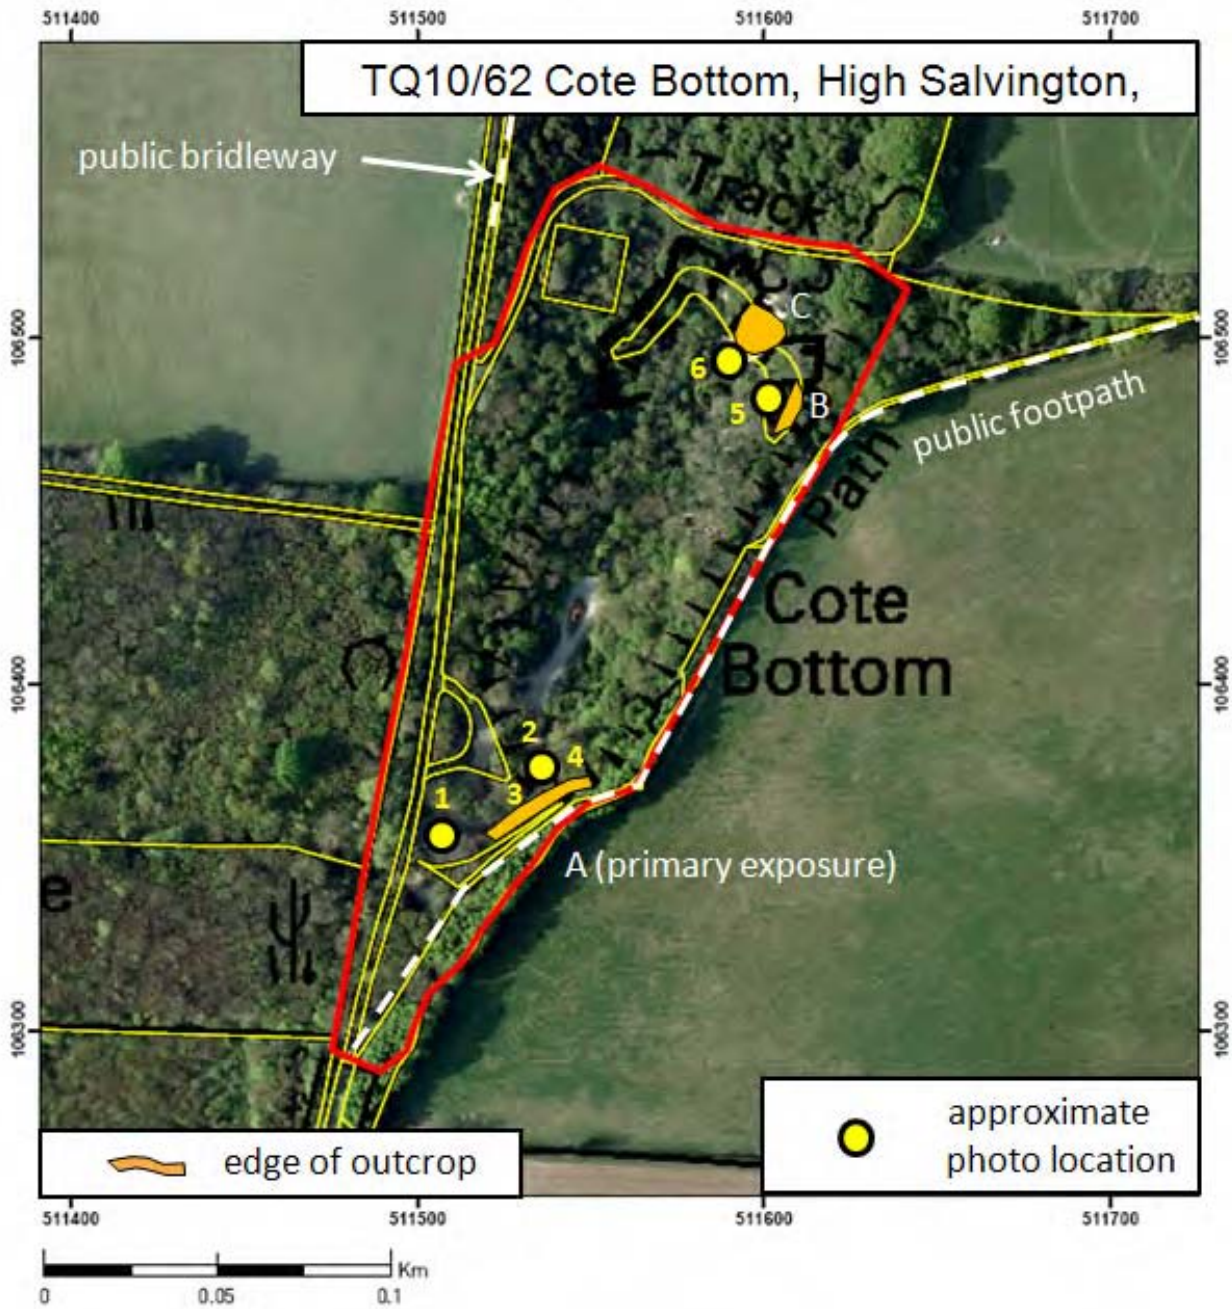 511400 511500 511600 511700
TQ10/62 Cote Bottom, High Salvington,
public bridleway
Track
C
106500 106500
6
5
B
public footpath
Path
Cote
Bottom
106400 106400
2
4
3
1
A (primary exposure)
e
106300 106300
approximate
photo location
edge of outcrop
511400 511500 511600 511700
Km
0 0.05 0.1